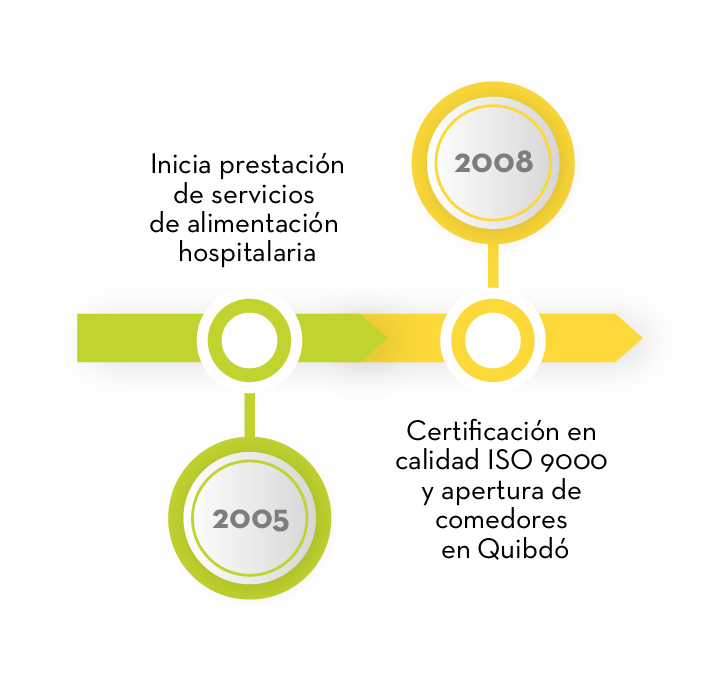 Inicia prestación
de servicios
de alimentación
hospitalaria
2005
2008
Certificación en
calidad ISO 9000
y apertura de
comedores
en Quibdó